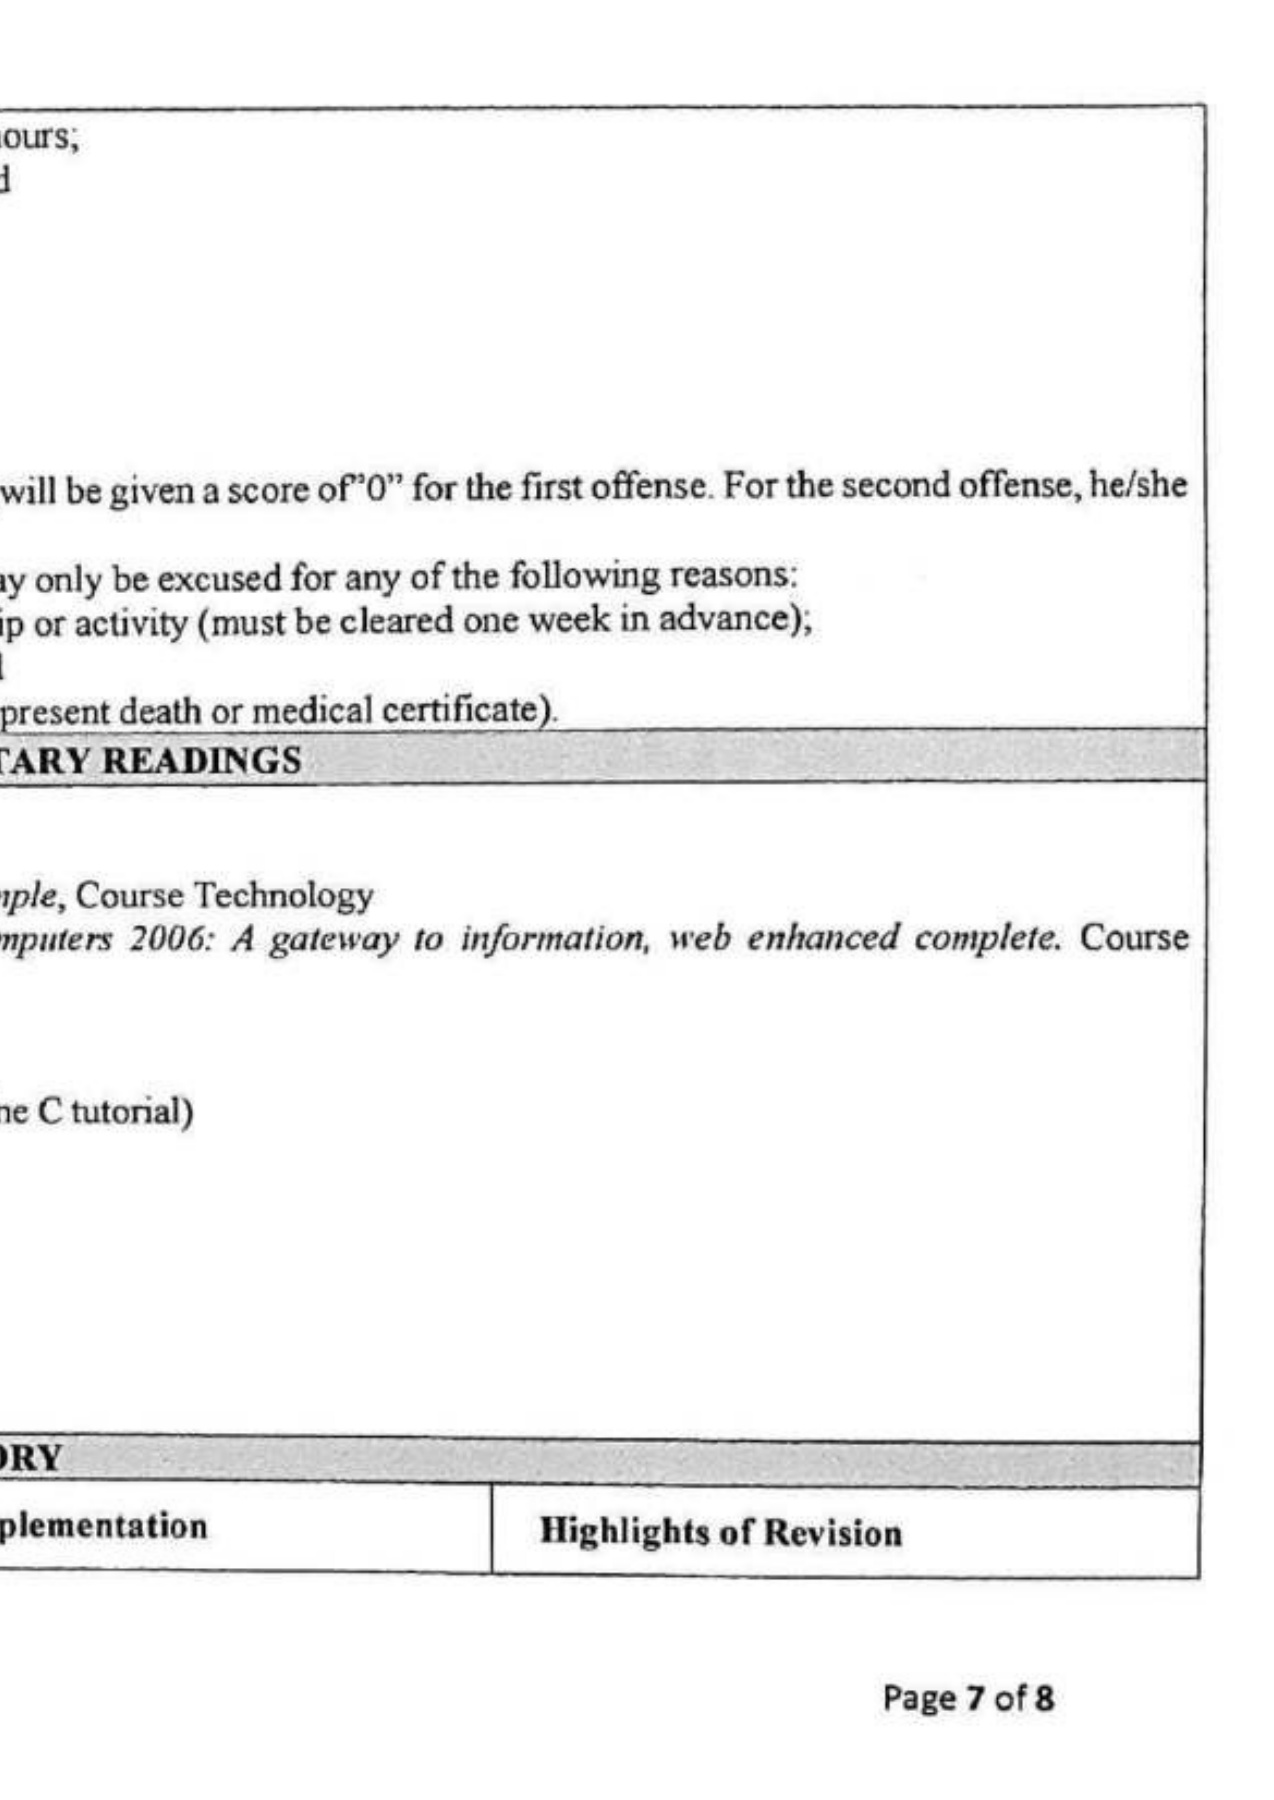 ours;
d
will be given a score of"0" for the first offense. For the second offense, he/she
ay only be excused for any of the following reasons:
ip or activity (must be cleared one week in advance);
present death or medical certificate).
TARY READINGS
mple, Course Technology
mputers 2006: A gateway to information, web enhanced complete. Course
ne C tutorial)
ORY
plementation
Highlights of Revision
Page 7 of 8